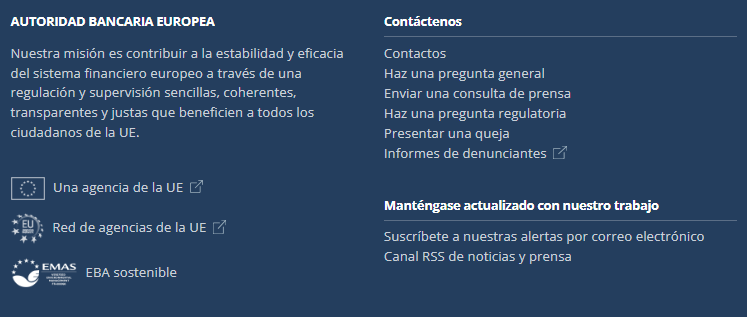 AUTORIDAD BANCARIA EUROPEA
Nuestra misión es contribuir a la estabilidad y eficacia
del sistema financiero europeo a través de una
regulación y supervisión sencillas, coherentes,
transparentes y justas que beneficien a todos los
ciudadanos de la UE.
Una agencia de la UE
EU
Red de agencias de la UE
EMAS
EBA sostenible
Contáctenos
Contactos
Haz una pregunta general
Enviar una consulta de prensa
Haz una pregunta regulatoria
Presentar una queja
Informes de denunciantes
Manténgase actualizado con nuestro trabajo
Suscríbete a nuestras alertas por correo electrónico
Canal RSS de noticias y prensa